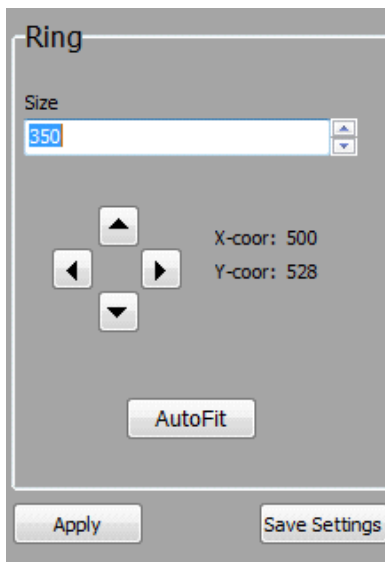 Ring
Size
350
X-coor: 500
Y-coor: 528
AutoFit
Apply
Save Settings